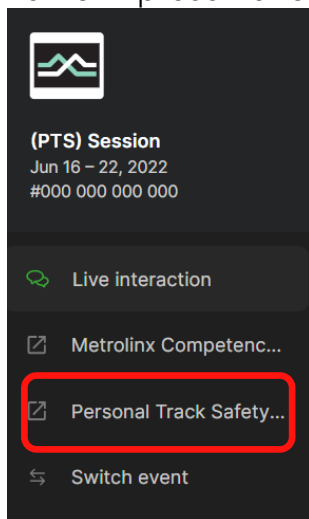 (PTS) Session
Jun 16 – 22, 2022
#000 000 000 000
Live interaction
Metrolinx Competenc...
Personal Track Safety...
Switch event